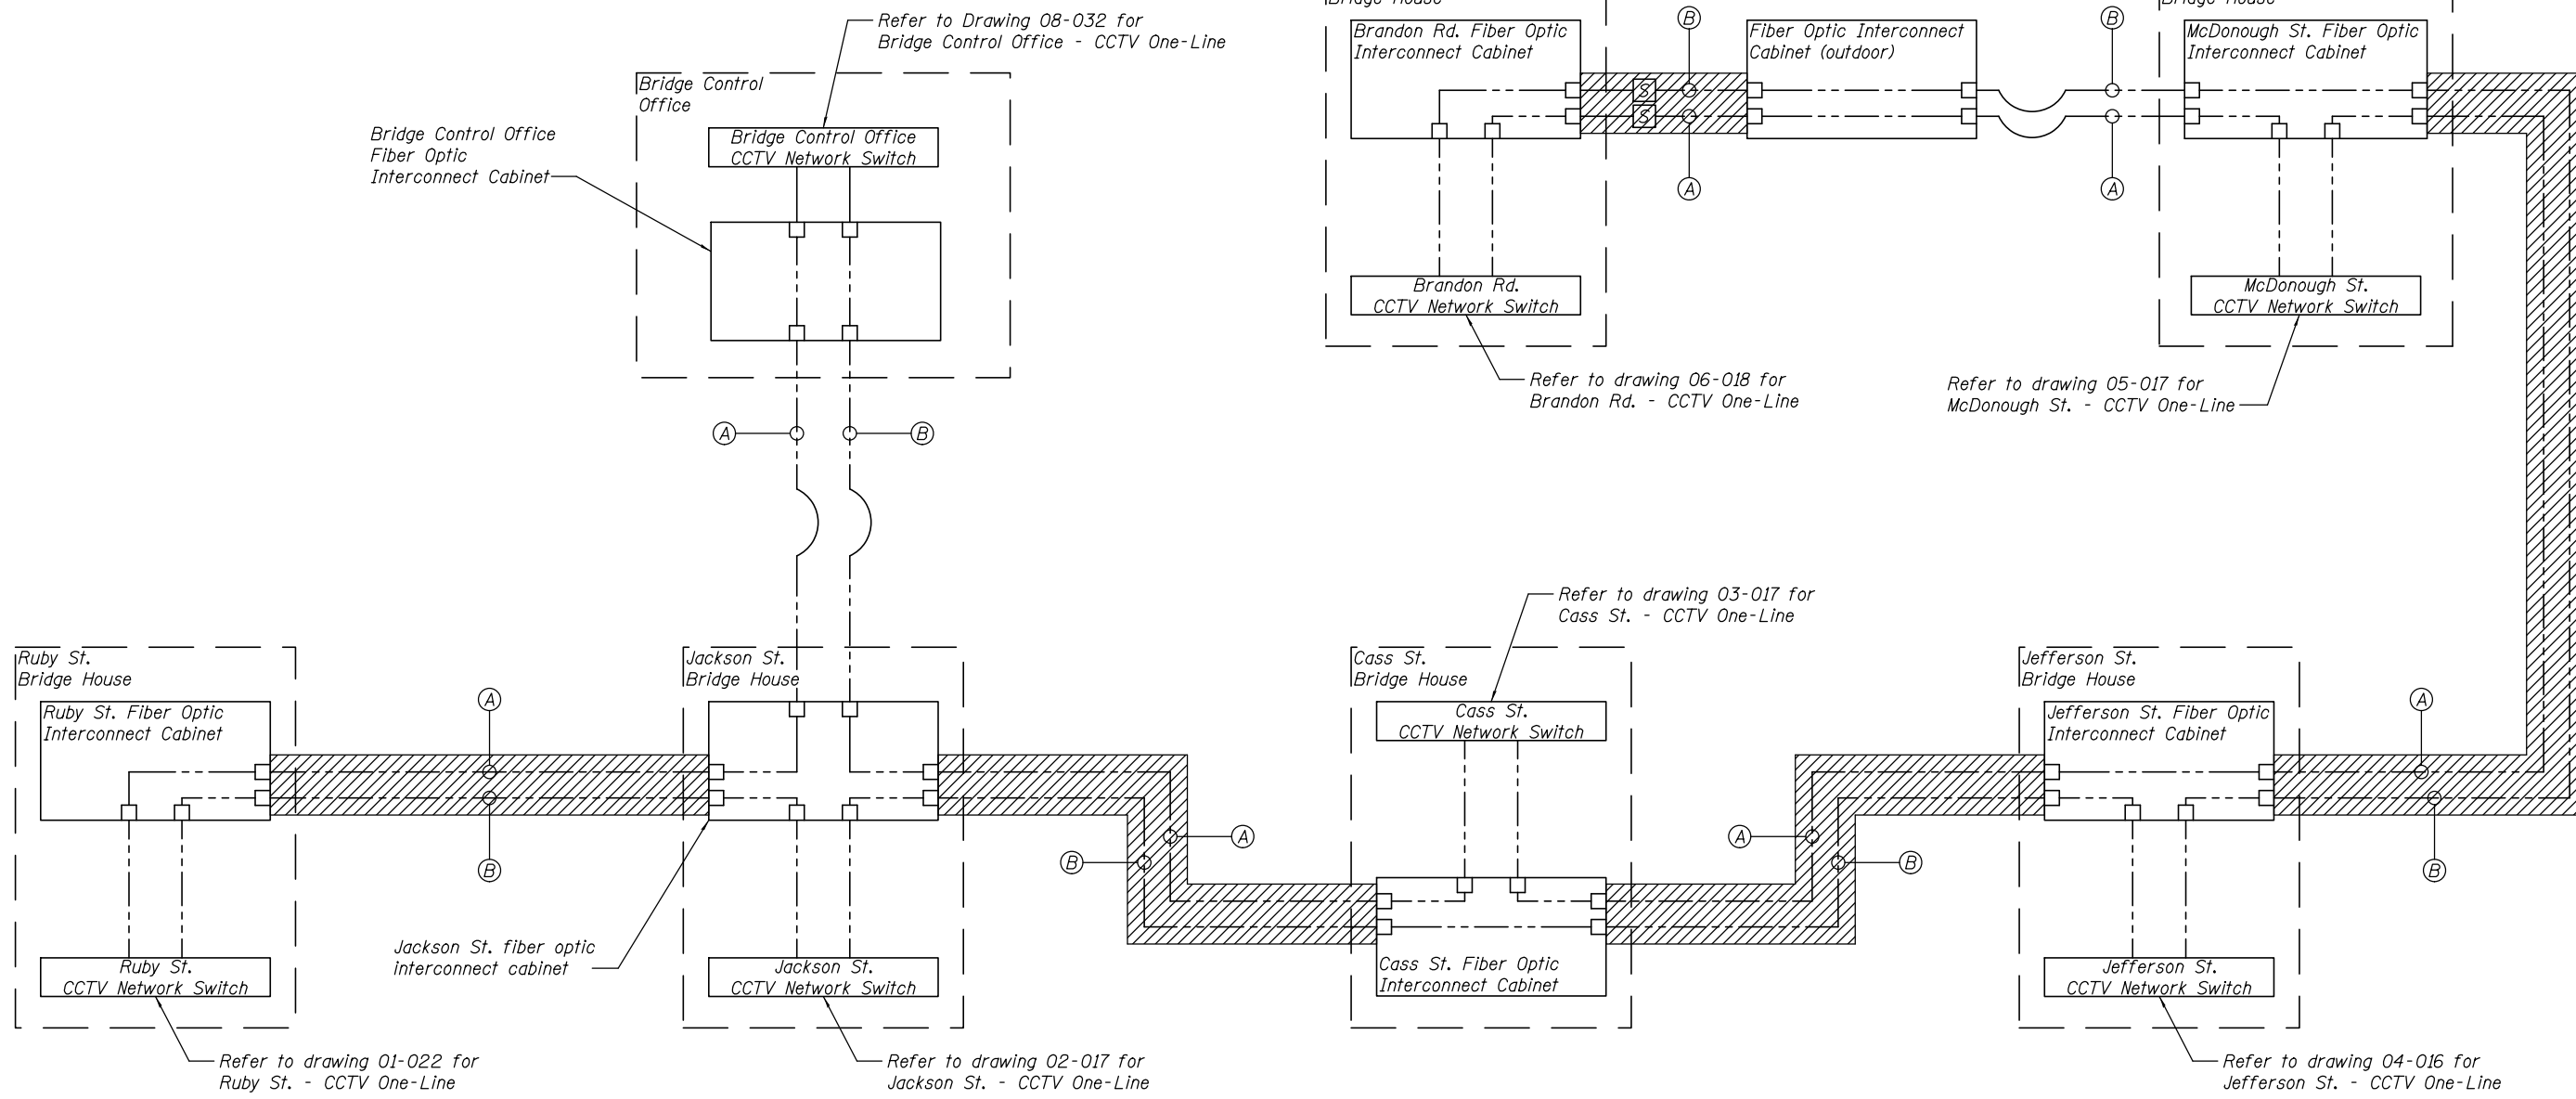 Refer to Drawing 08-032 for
Bridge Control Office - CCTV One-Line
Bridge Control
Office
Bridge Control Office
CCTV Network Switch
Bridge Control Office
Fiber Optic
Interconnect Cabinet
A
B
Bridge House
Brandon Rd. Fiber Optic
Interconnect Cabinet
S
S
B
A
Fiber Optic Interconnect
Cabinet (outdoor)
B
A
Bridge House
McDonough St. Fiber Optic
Interconnect Cabinet
Brandon Rd.
CCTV Network Switch
McDonough St.
CCTV Network Switch
Refer to drawing 06-018 for
Brandon Rd. - CCTV One-Line
Refer to drawing 05-017 for
McDonough St. - CCTV One-Line
Ruby St.
Bridge House
Ruby St. Fiber Optic
Interconnect Cabinet
A
B
Ruby St.
CCTV Network Switch
Refer to drawing 01-022 for
Ruby St. - CCTV One-Line
Jackson St.
Bridge House
Jackson St. fiber optic
interconnect cabinet
Jackson St.
CCTV Network Switch
Refer to drawing 02-017 for
Jackson St. - CCTV One-Line
A
B
Refer to drawing 03-017 for
Cass St. - CCTV One-Line
Cass St.
Bridge House
Cass St.
CCTV Network Switch
Cass St. Fiber Optic
Interconnect Cabinet
A
B
Jefferson St.
Bridge House
Jefferson St. Fiber Optic
Interconnect Cabinet
Jefferson St.
CCTV Network Switch
Refer to drawing 04-016 for
Jefferson St. - CCTV One-Line
A
B